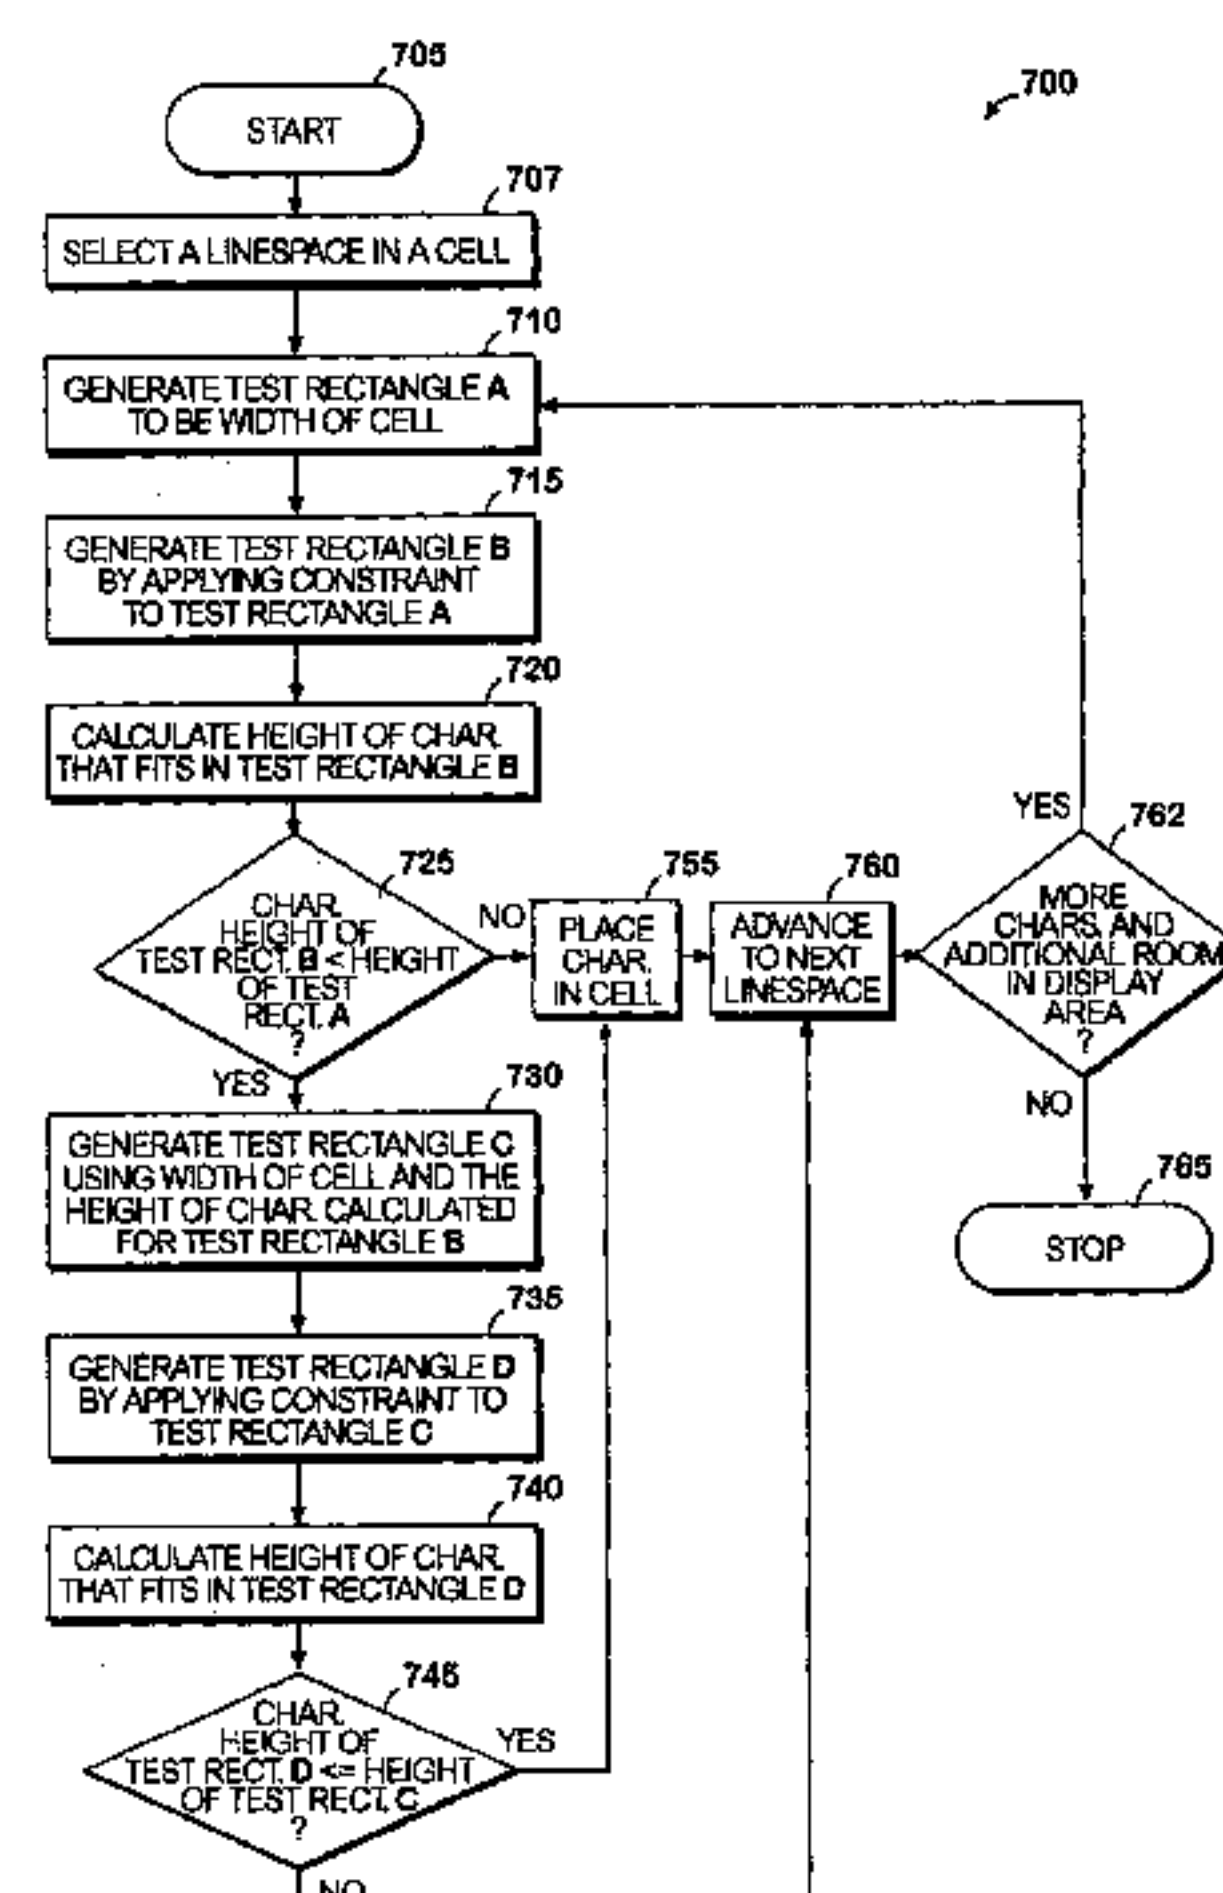 705
START
700
707
SELECT A LINESPACE IN A CELL
710
GENERATE TEST RECTANGLE A
TO BE WIDTH OF CELL
715
GENERATE TEST RECTANGLE B
BY APPLYING CONSTRAINT
TO TEST RECTANGLE A
720
CALCULATE HEIGHT OF CHAR.
THAT FITS IN TEST RECTANGLE B
725
CHAR.
HEIGHT OF
TEST RECT. B < HEIGHT
OF TEST
RECT. A
?
NO
YES
755
PLACE
CHAR.
IN CELL
760
ADVANCE
TO NEXT
LINESPACE
YES
762
MORE
CHARS. AND
ADDITIONAL ROOM
IN DISPLAY
AREA
?
NO
765
STOP
730
GENERATE TEST RECTANGLE C
USING WIDTH OF CELL AND THE
HEIGHT OF CHAR. CALCULATED
FOR TEST RECTANGLE B
735
GENERATE TEST RECTANGLE D
BY APPLYING CONSTRAINT TO
TEST RECTANGLE C
740
CALCULATE HEIGHT OF CHAR.
THAT FITS IN TEST RECTANGLE D
745
CHAR.
HEIGHT OF
TEST RECT. D <= HEIGHT
OF TEST RECT. C
?
YES
NO